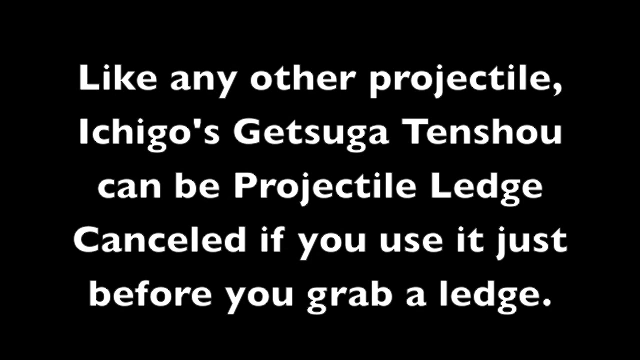 Like any other projectile,
Ichigo's Getsuga Tenshou
can be Projectile Ledge
Canceled if you use it just
before you grab a ledge.